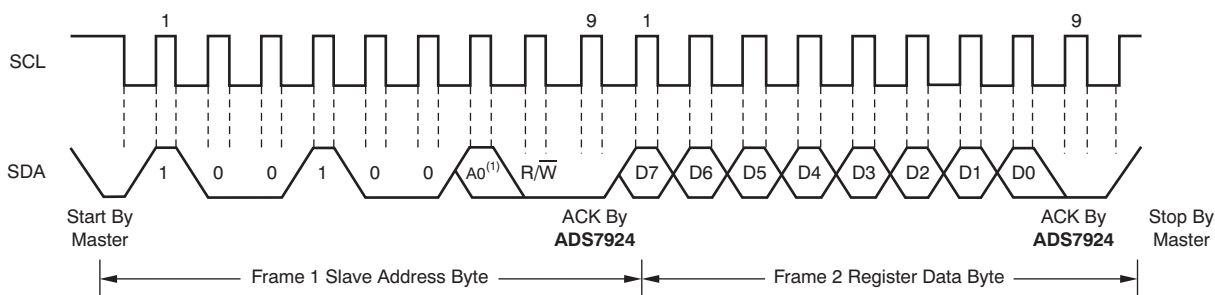 1 9 1 9
SCL
SDA
1 0 0 1 0 0 A0(1) R/W D7 D6 D5 D4 D3 D2 D1 D0
Start By
Master
ACK By
ADS7924
ACK By
ADS7924
Stop By
Master
Frame 1 Slave Address Byte
Frame 2 Register Data Byte